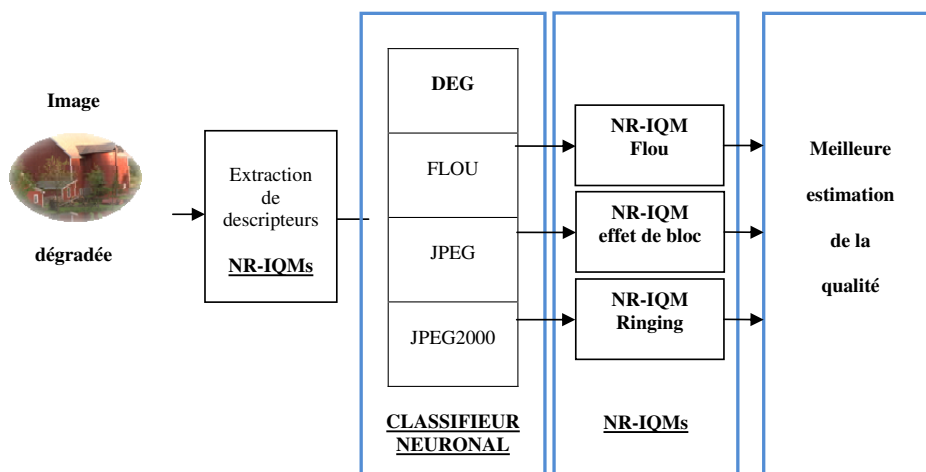 Image
dégradée
Extraction
de
descripteurs
NR-IQMs
DEG
FLOU
JPEG
JPEG2000
CLASSIFIEUR
NEURONAL
NR-IQM
Flou
NR-IQM
effet de bloc
NR-IQM
Ringing
NR-IQMs
Meilleure
estimation
de la
qualité